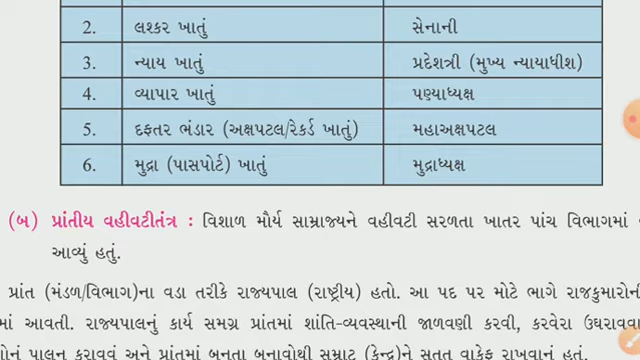 2. લશ્કર ખાતું સેનાની
3. ન્યાય ખાતું પ્રદેશત્રી (મુખ્ય ન્યાયાધીશ)
4. વ્યાપાર ખાતું પણ્યાધ્યક્ષ
5. દફતર ભંડાર (અક્ષપટલ/રેકર્ડ ખાતું) મહાઅક્ષપટલ
6. મુદ્રા (પાસપોર્ટ) ખાતું મુદ્રાધ્યક્ષ
(બ) પ્રાંતીય વહીવટીતંત્ર : વિશાળ મૌર્ય સામ્રાજ્યને વહીવટી સરળતા ખાતર પાંચ વિભાગમાં
આવ્યું હતું.
પ્રાંત (મંડળ/વિભાગ)ના વડા તરીકે રાજ્યપાલ (રાષ્ટ્રીય) હતો. આ પદ પર મોટે ભાગે રાજકુમારોની
માં આવતી. રાજ્યપાલનું કાર્ય સમગ્ર પ્રાંતમાં શાંતિ-વ્યવસ્થાની જાળવણી કરવી, કરવેરા ઉઘરાવવા
પાલન કરાવવું અને પ્રાંતમાં બનતા બનાવોથી સમ્રાટ (કેન્દ્ર)ને સતત વાકેફ રાખવાનું હતું.